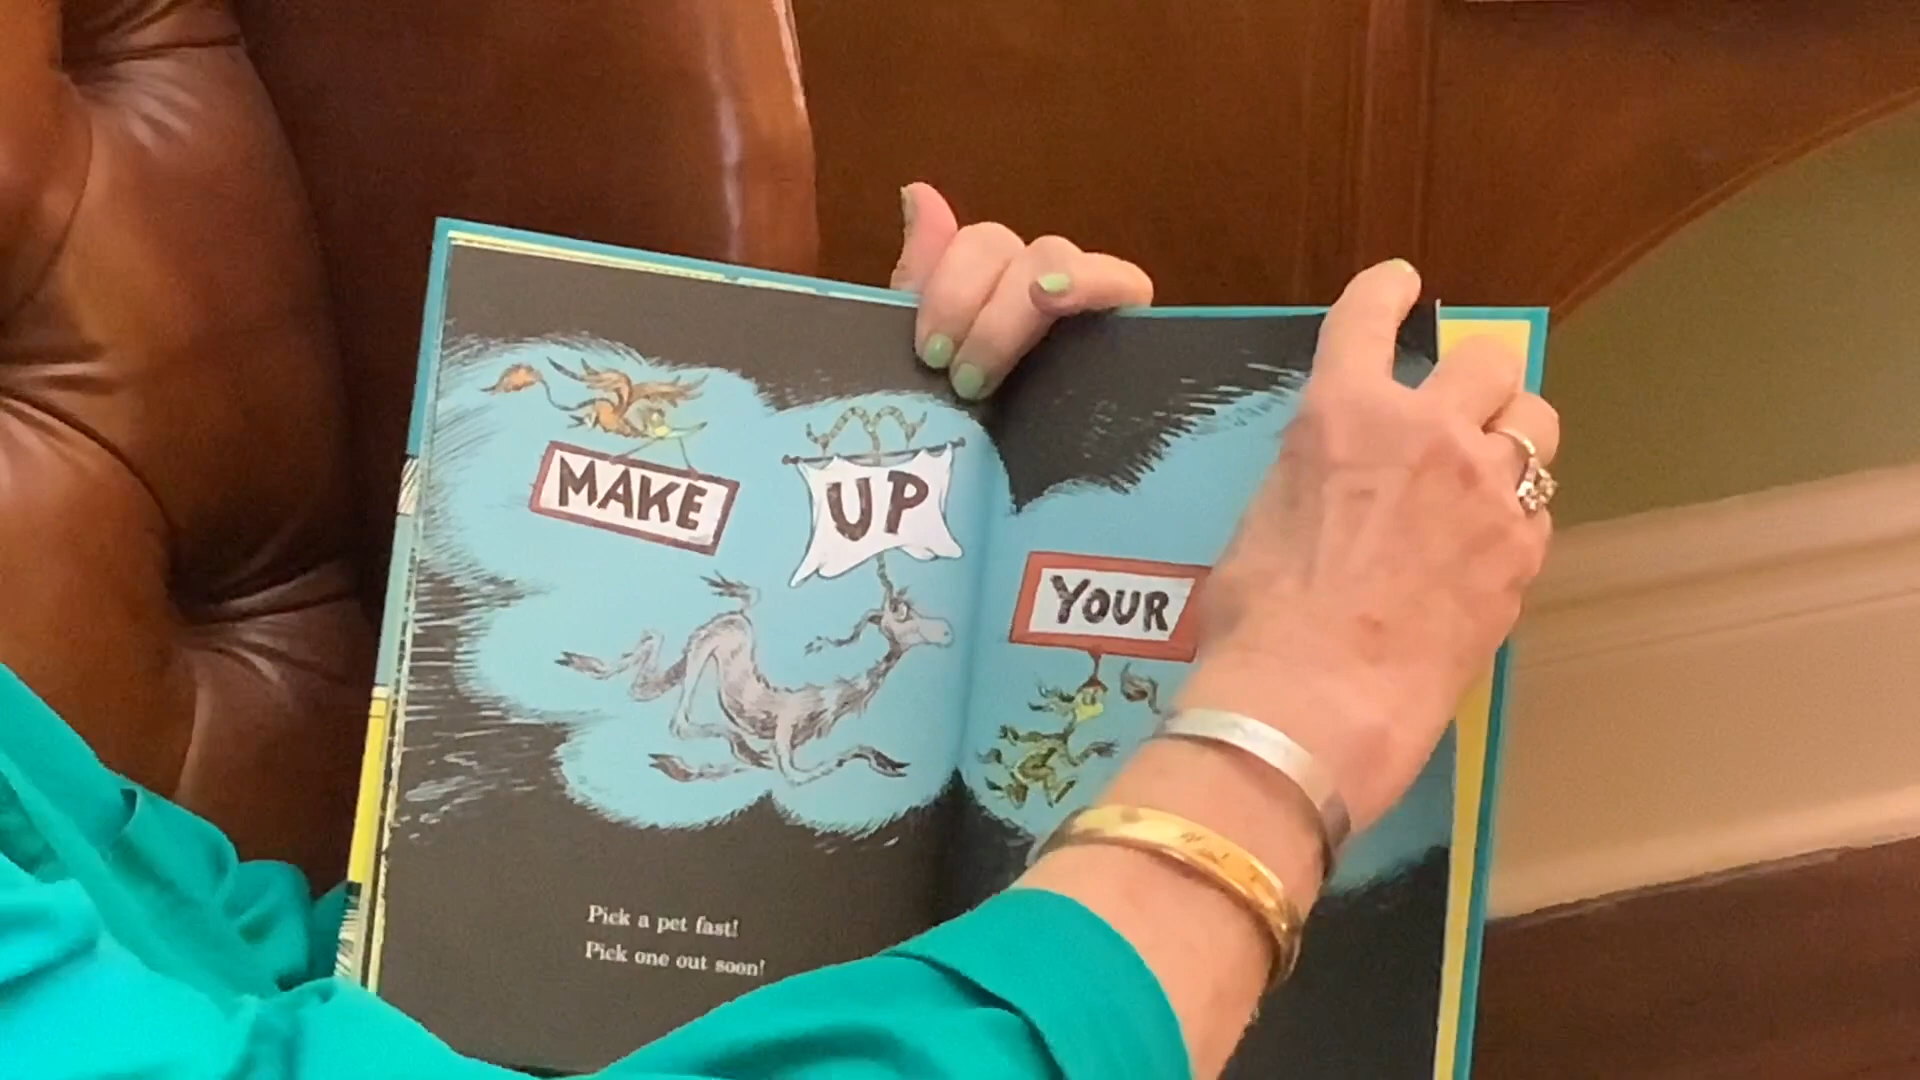 MAKE
UP
YOUR
Pick a pet fast!
Pick one out soon!